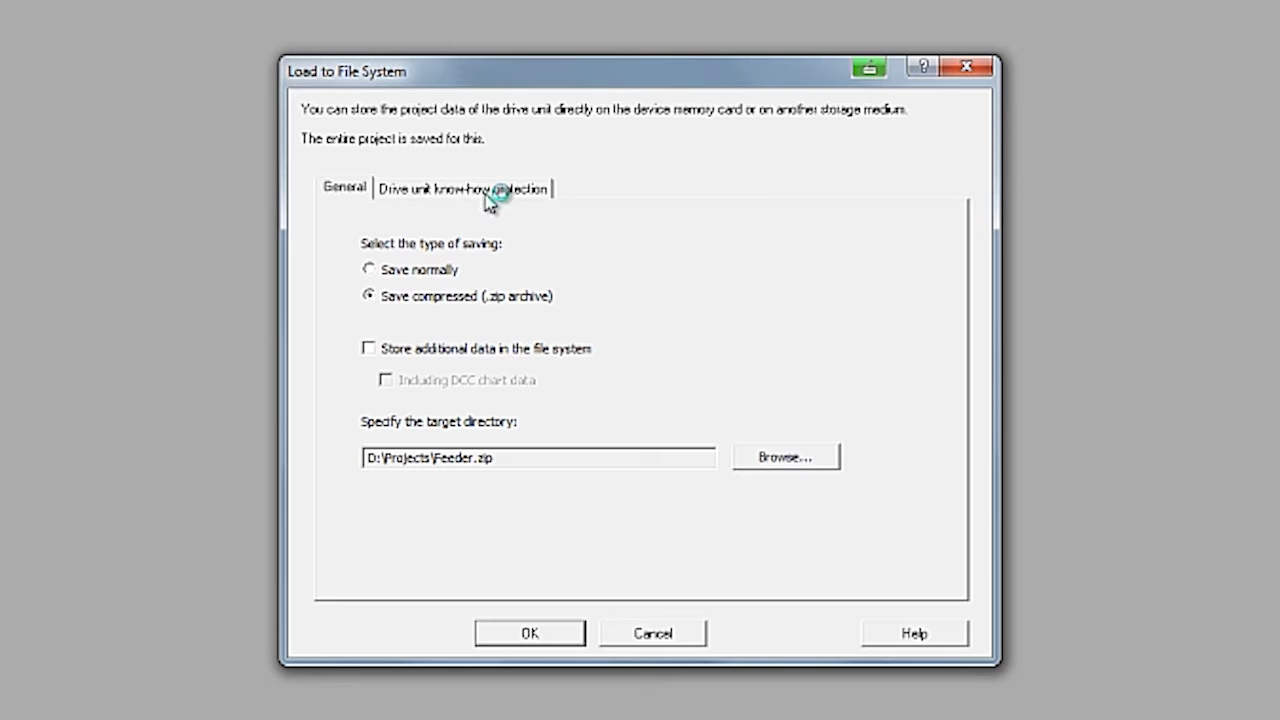 Load to File System
?
You can store the project data of the drive unit directly on the device memory card or on another storage medium.
The entire project is saved for this.
General
Drive unit know-how protection
Select the type of saving:
Save normally
Save compressed (.zip archive)
Store additional data in the file system
Including DCC chart data
Specify the target directory:
D:\Projects\Feeder.zip
Browse...
OK
Cancel
Help